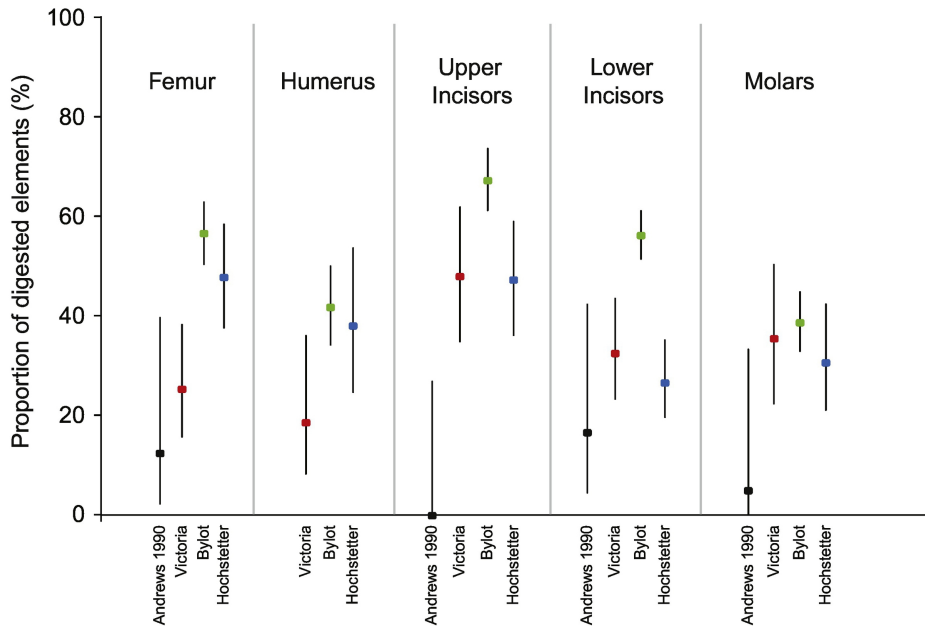 Proportion of digested elements (%)
100
80
60
40
20
0
Femur
Humerus
Upper
Incisors
Lower
Incisors
Molars
Andrews 1990
Victoria
Bylot
Hochstetter
Victoria
Bylot
Hochstetter
Andrews 1990
Victoria
Bylot
Hochstetter
Andrews 1990
Victoria
Bylot
Hochstetter
Andrews 1990
Victoria
Bylot
Hochstetter